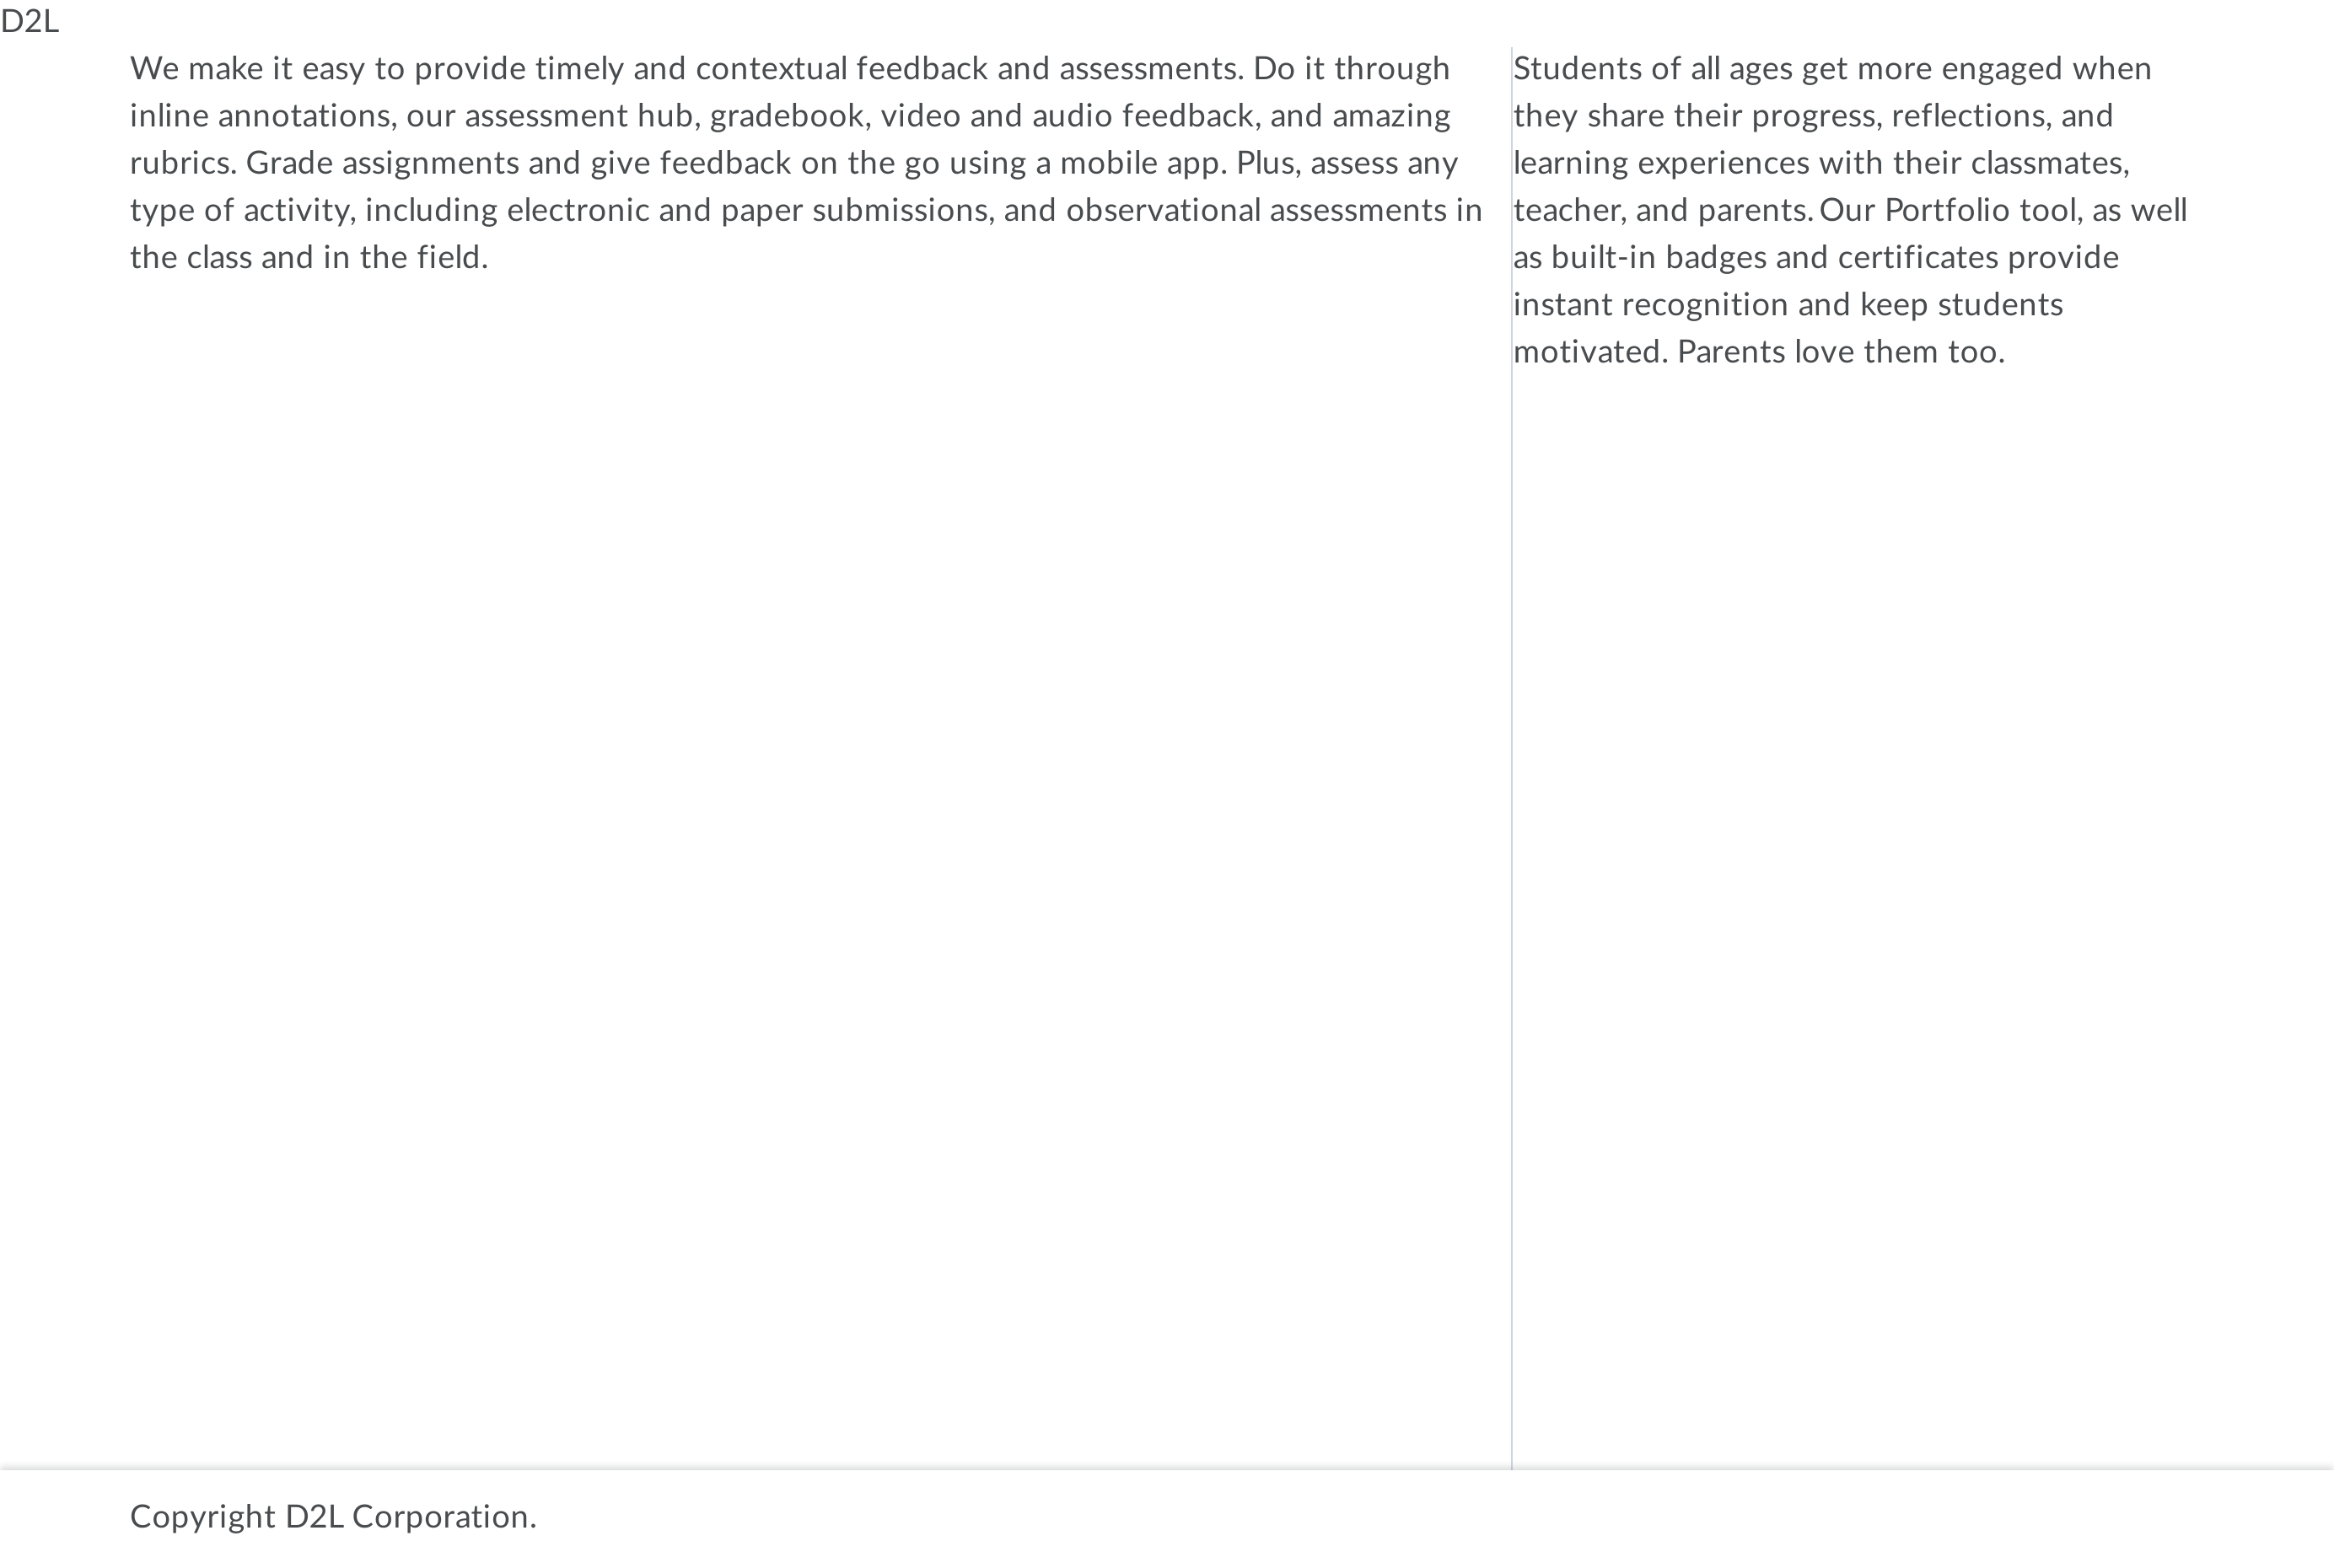 D2L
We make it easy to provide timely and contextual feedback and assessments. Do it through
inline annotations, our assessment hub, gradebook, video and audio feedback, and amazing
rubrics. Grade assignments and give feedback on the go using a mobile app. Plus, assess any
type of activity, including electronic and paper submissions, and observational assessments in
the class and in the field.
Students of all ages get more engaged when
they share their progress, reflections, and
learning experiences with their classmates,
teacher, and parents. Our Portfolio tool, as well
as built-in badges and certificates provide
instant recognition and keep students
motivated. Parents love them too.
Copyright D2L Corporation.